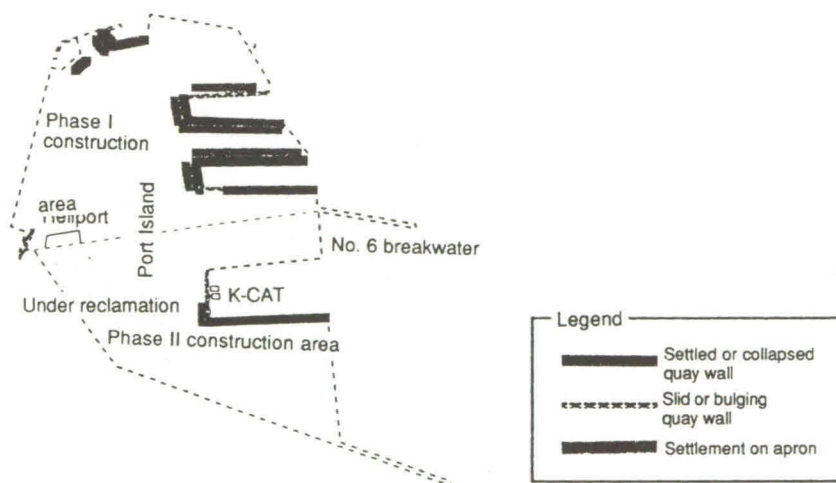 Phase I
construction
area
Heliport
Port Island
No. 6 breakwater
K-CAT
Under reclamation
Phase II construction area
Legend
Settled or collapsed
quay wall
Slid or bulging
quay wall
Settlement on apron